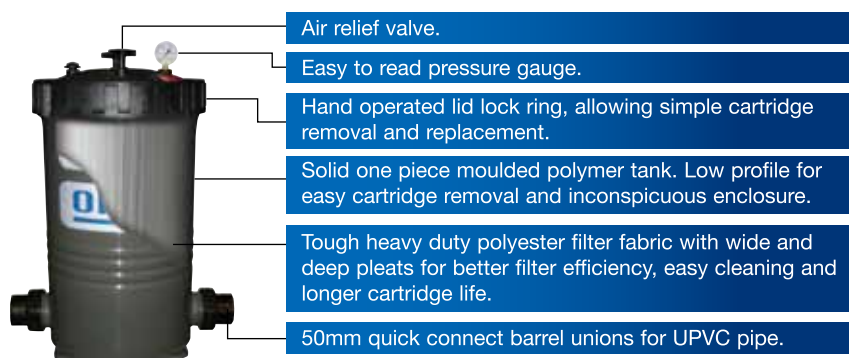 Air relief valve.
Easy to read pressure gauge.
Hand operated lid lock ring, allowing simple cartridge
removal and replacement.
Solid one piece moulded polymer tank. Low profile for
easy cartridge removal and inconspicuous enclosure.
Tough heavy duty polyester filter fabric with wide and
deep pleats for better filter efficiency, easy cleaning and
longer cartridge life.
50mm quick connect barrel unions for UPVC pipe.